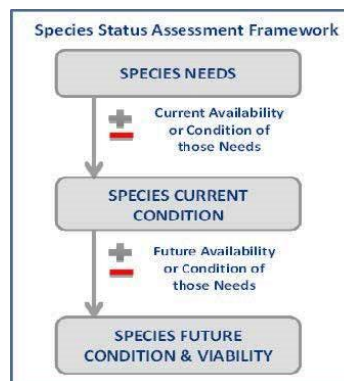 Species Status Assessment Framework
SPECIES NEEDS
Current Availability
or Condition of
those Needs
SPECIES CURRENT
CONDITION
Future Availability
or Condition of
those Needs
SPECIES FUTURE
CONDITION & VIABILITY